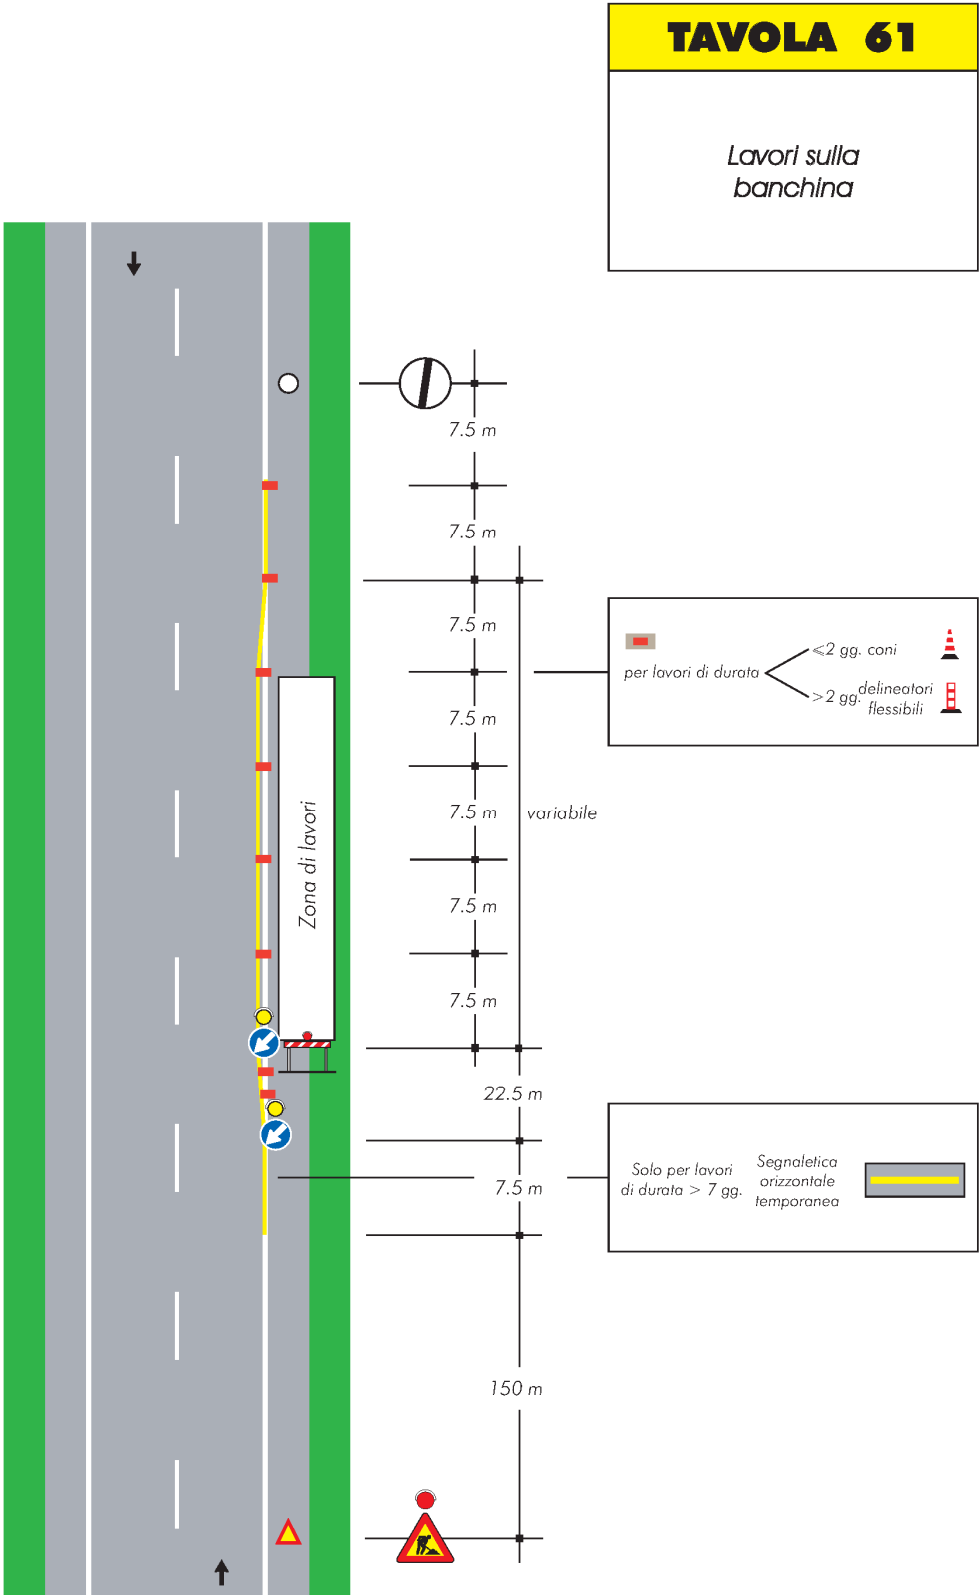 TAVOLA 61
Lavori sulla
banchina
7.5 m
7.5 m
7.5 m
7.5 m
7.5 m
variabile
7.5 m
7.5 m
22.5 m
7.5 m
150 m
Zona di lavori
per lavori di durata
⩽2 gg. coni
>2 gg. delineatori
flessibili
Solo per lavori
di durata > 7 gg.
Segnaletica
orizzontale
temporanea